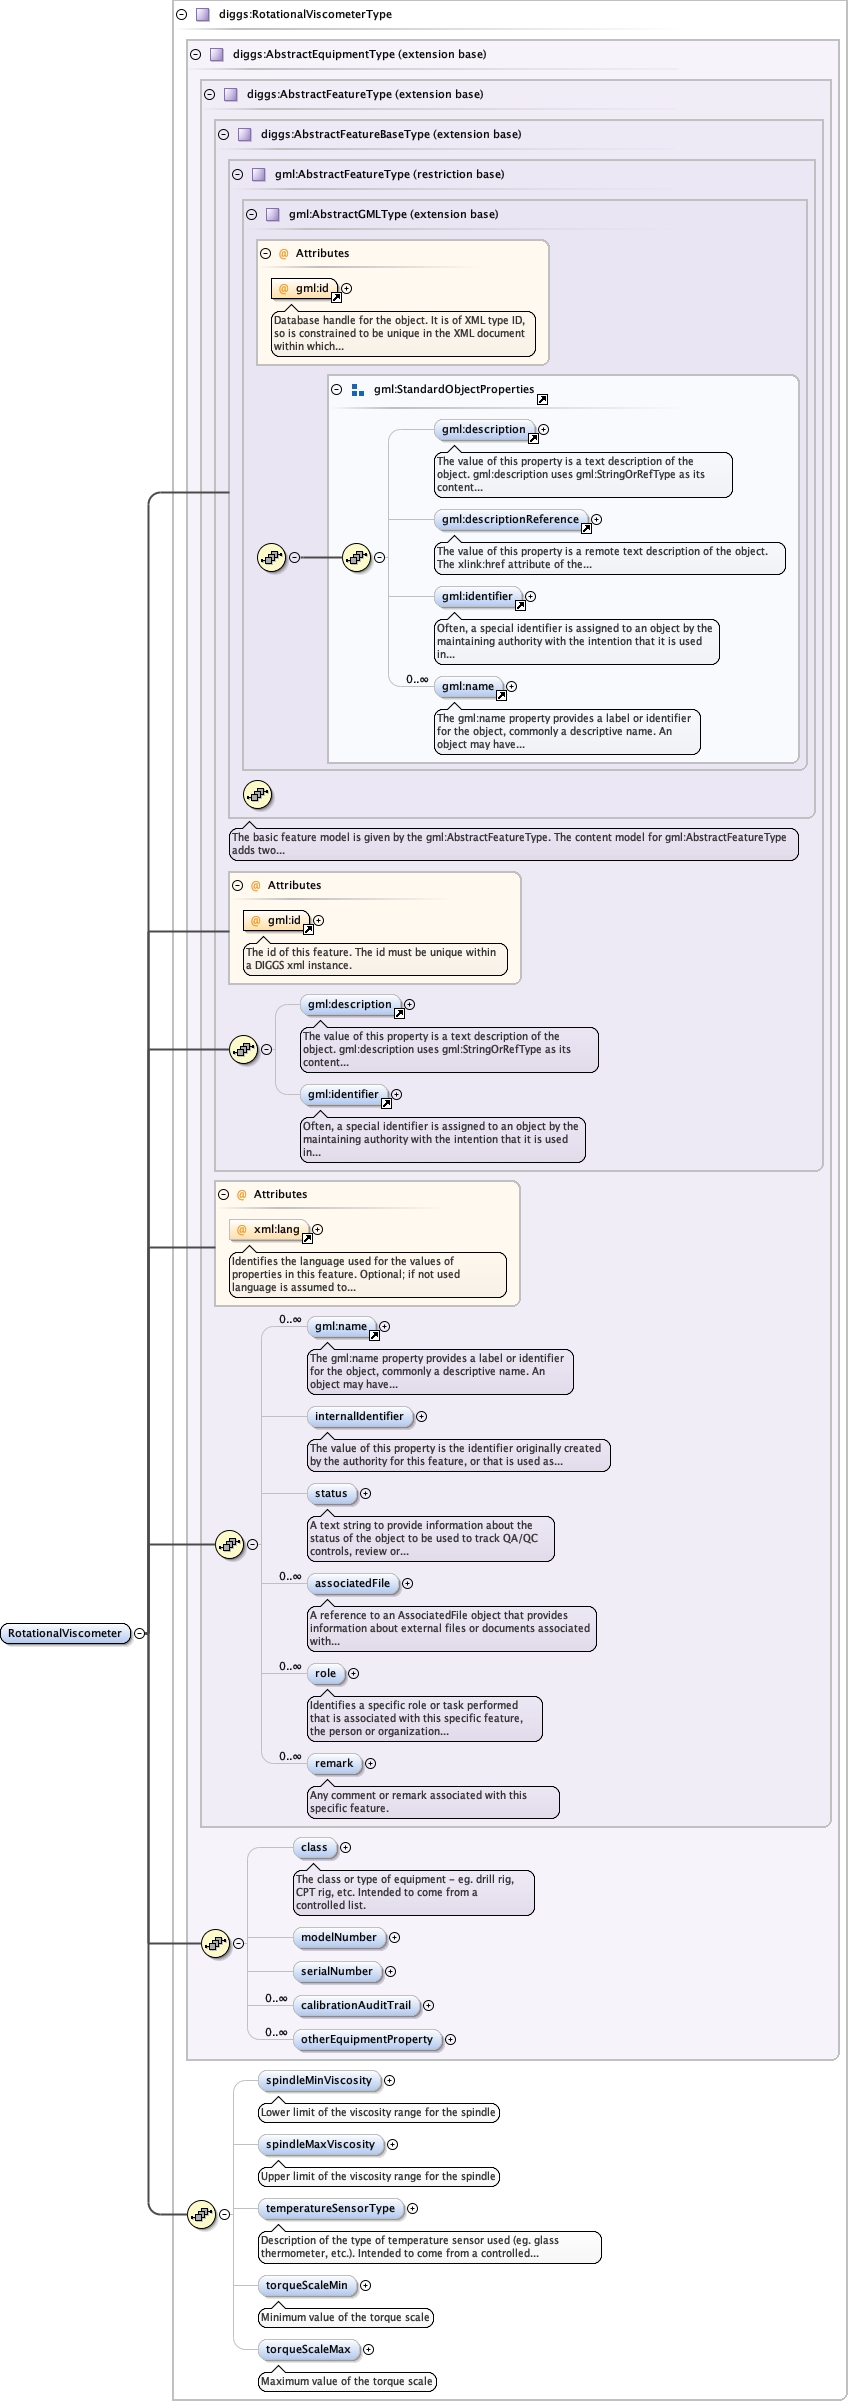 diggs:RotationalViscometerType
diggs:AbstractEquipmentType (extension base)
diggs:AbstractFeatureType (extension base)
diggs:AbstractFeatureBaseType (extension base)
gml:AbstractFeatureType (restriction base)
gml:AbstractGMLType (extension base)
@ Attributes
@ gml:id
Database handle for the object. It is of XML type ID,
so is constrained to be unique in the XML document
within which...
gml:StandardObjectProperties
gml:description
The value of this property is a text description of the
object. gml:description uses gml:StringOrRefType as its
content...
gml:descriptionReference
The value of this property is a remote text description of the object.
The xlink:href attribute of the...
gml:identifier
Often, a special identifier is assigned to an object by the
maintaining authority with the intention that it is used
in...
0..∞ gml:name
The gml:name property provides a label or identifier
for the object, commonly a descriptive name. An
object may have...
The basic feature model is given by the gml:AbstractFeatureType. The content model for gml:AbstractFeatureType
adds two...
@ Attributes
@ gml:id
The id of this feature. The id must be unique within
a DIGGS xml instance.
gml:description
The value of this property is a text description of the
object. gml:description uses gml:StringOrRefType as its
content...
gml:identifier
Often, a special identifier is assigned to an object by the
maintaining authority with the intention that it is used
in...
@ Attributes
@ xml:lang
Identifies the language used for the values of
properties in this feature. Optional; if not used
language is assumed to...
0..∞ gml:name
The gml:name property provides a label or identifier
for the object, commonly a descriptive name. An
object may have...
internalIdentifier
The value of this property is the identifier originally created
by the authority for this feature, or that is used as...
status
A text string to provide information about the
status of the object to be used to track QA/QC
controls, review or...
0..∞ associatedFile
A reference to an AssociatedFile object that provides
information about external files or documents associated
with...
RotationalViscometer
0..∞ role
Identifies a specific role or task performed
that is associated with this specific feature,
the person or organization...
0..∞ remark
Any comment or remark associated with this
specific feature.
class
The class or type of equipment - eg. drill rig,
CPT rig, etc. Intended to come from a
controlled list.
modelNumber
serialNumber
0..∞ calibrationAuditTrail
0..∞ otherEquipmentProperty
spindleMinViscosity
Lower limit of the viscosity range for the spindle
spindleMaxViscosity
Upper limit of the viscosity range for the spindle
temperatureSensorType
Description of the type of temperature sensor used (eg. glass
thermometer, etc.). Intended to come from a controlled...
torqueScaleMin
Minimum value of the torque scale
torqueScaleMax
Maximum value of the torque scale